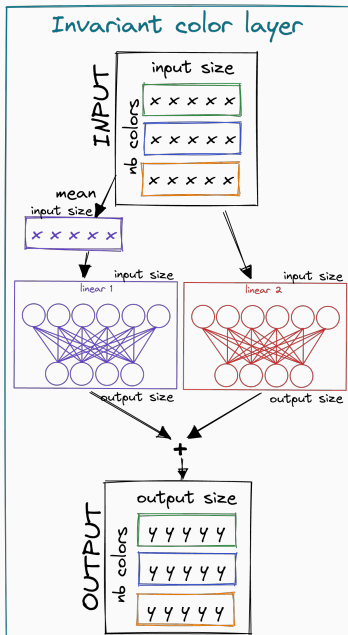 Invariant color layer
INPUT
input size
nb colors
x x x x x
x x x x x
x x x x x
mean
input size
x x x x x
input size
linear 1
output size
input size
linear 2
output size
+
OUTPUT
output size
nb colors
y y y y y
y y y y y
y y y y y